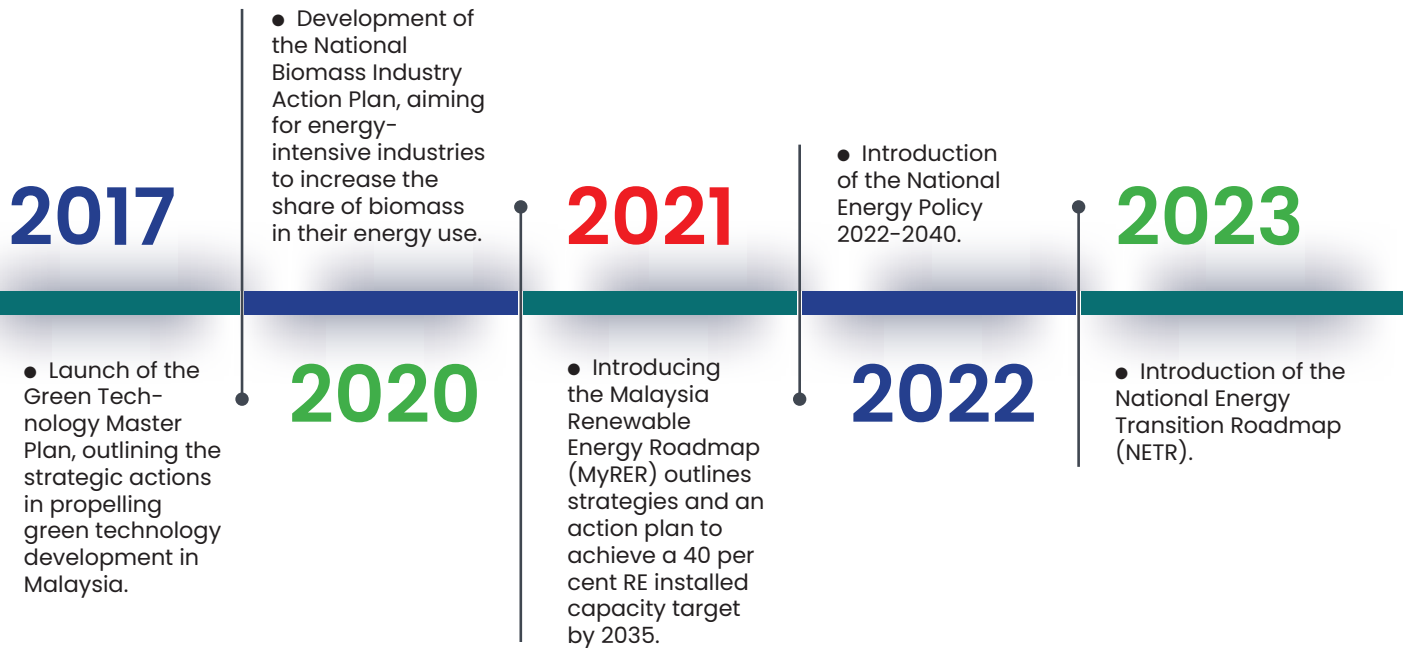 2017
● Launch of the
Green Tech-
nology Master
Plan, outlining the
strategic actions
in propelling
green technology
development in
Malaysia.
● Development of
the National
Biomass Industry
Action Plan, aiming
for energy-
intensive industries
to increase the
share of biomass
in their energy use.
2020
2021
● Introducing
the Malaysia
Renewable
Energy Roadmap
(MyRER) outlines
strategies and an
action plan to
achieve a 40 per
cent RE installed
capacity target
by 2035.
● Introduction
of the National
Energy Policy
2022-2040.
2022
2023
● Introduction of the
National Energy
Transition Roadmap
(NETR).